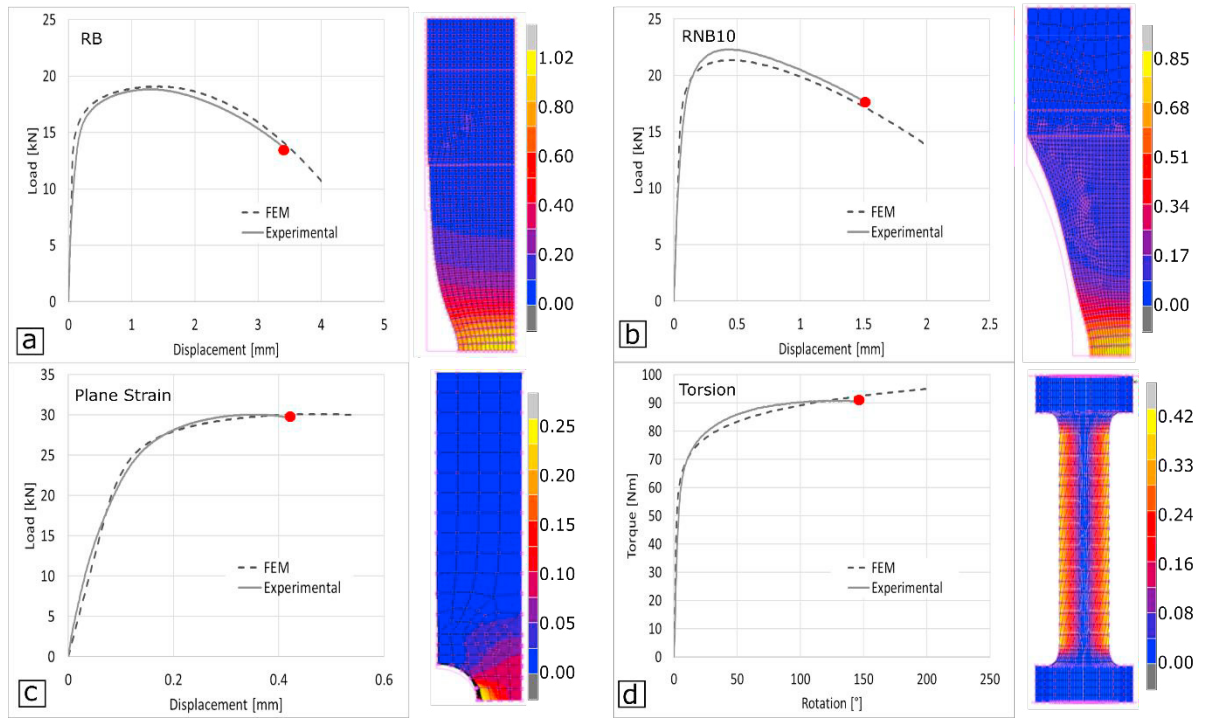 RB
Load [kN]
25
20
15
10
5
0
0 1 2 3 4 5
Displacement [mm]
FEM
Experimental
a
1.02
0.80
0.60
0.40
0.20
0.00
RNB10
Load [kN]
25
20
15
10
5
0
0 0.5 1 1.5 2 2.5
Displacement [mm]
FEM
Experimental
b
0.85
0.68
0.51
0.34
0.17
0.00
Plane Strain
Load [kN]
35
30
25
20
15
10
5
0
0 0.2 0.4 0.6
Displacement [mm]
FEM
Experimental
c
0.25
0.20
0.15
0.10
0.05
0.00
Torsion
Torque [Nm]
100
90
80
70
60
50
40
30
20
10
0
0 50 100 150 200 250
Rotation [°]
FEM
Experimental
d
0.42
0.33
0.24
0.16
0.08
0.00